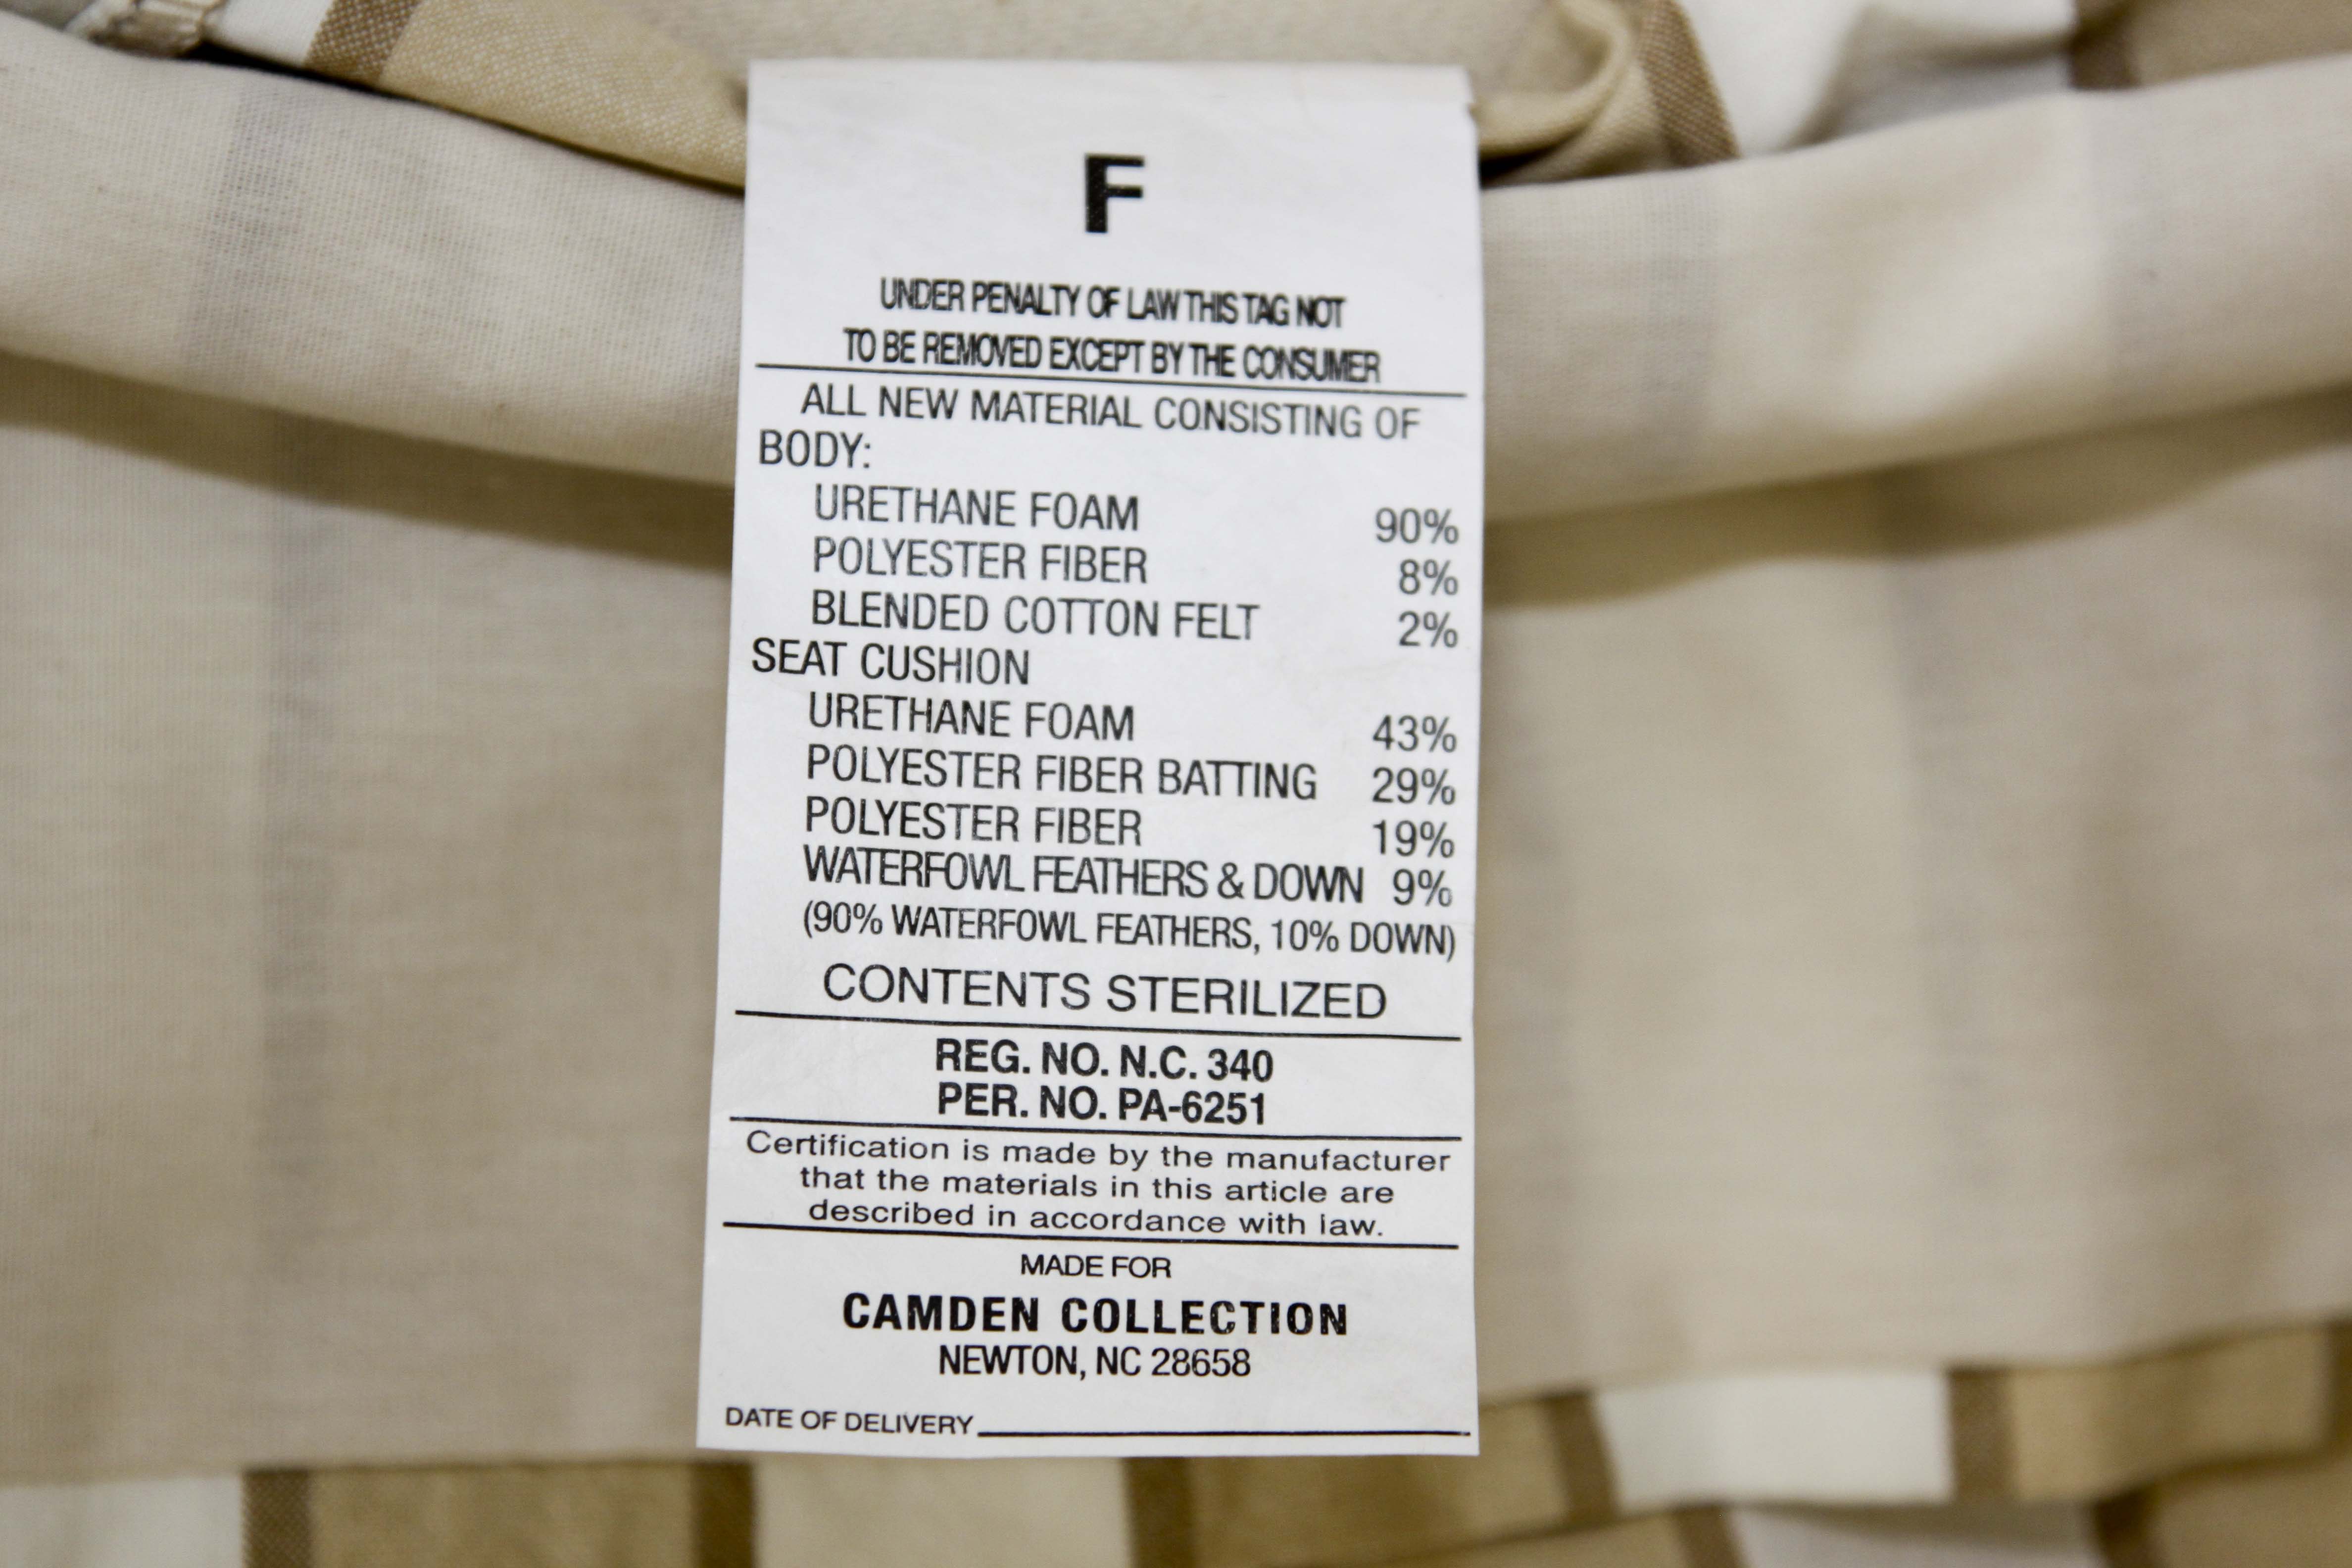 F
UNDER PENALTY OF LAW THIS TAG NOT
TO BE REMOVED EXCEPT BY THE CONSUMER
ALL NEW MATERIAL CONSISTING OF
BODY:
URETHANE FOAM 90%
POLYESTER FIBER 8%
BLENDED COTTON FELT 2%
SEAT CUSHION
URETHANE FOAM 43%
POLYESTER FIBER BATTING 29%
POLYESTER FIBER 19%
WATERFOWL FEATHERS & DOWN 9%
(90% WATERFOWL FEATHERS, 10% DOWN)
CONTENTS STERILIZED
REG. NO. N.C. 340
PER. NO. PA-6251
Certification is made by the manufacturer
that the materials in this article are
described in accordance with law.
MADE FOR
CAMDEN COLLECTION
NEWTON, NC 28658
DATE OF DELIVERY